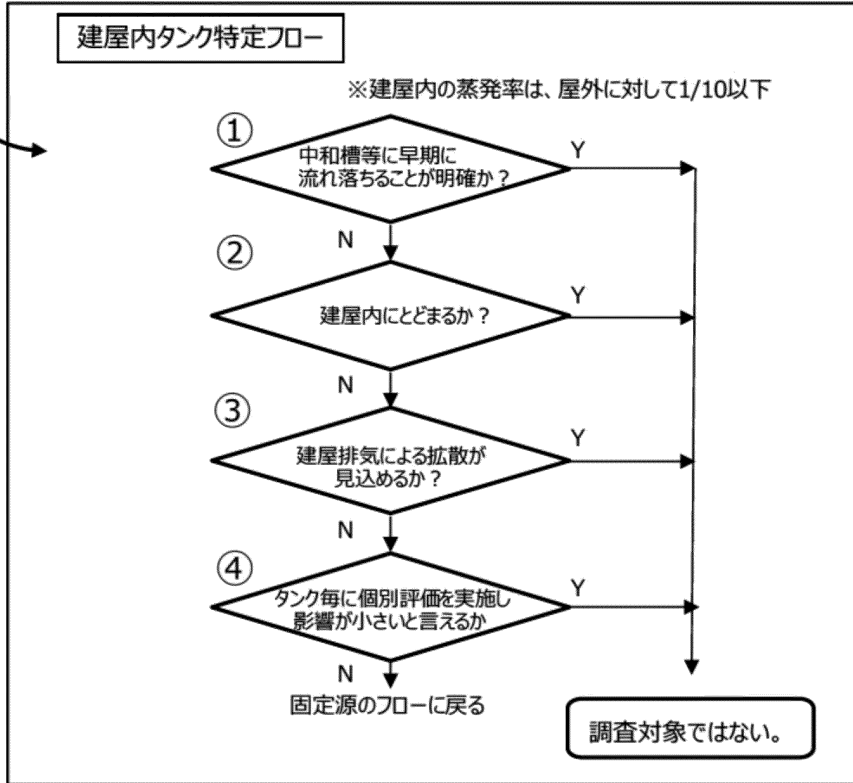 建屋内タンク特定フロー
※建屋内の蒸発率は、屋外に対して1/10以下
①
中和槽等に早期に
流れ落ちることが明確か？
Y
N
②
建屋内にとどまるか？
Y
N
③
建屋排気による拡散が
見込めるか？
Y
N
④
タンク毎に個別評価を実施し
影響が小さいと言えるか
Y
N
固定源のフローに戻る
調査対象ではない。